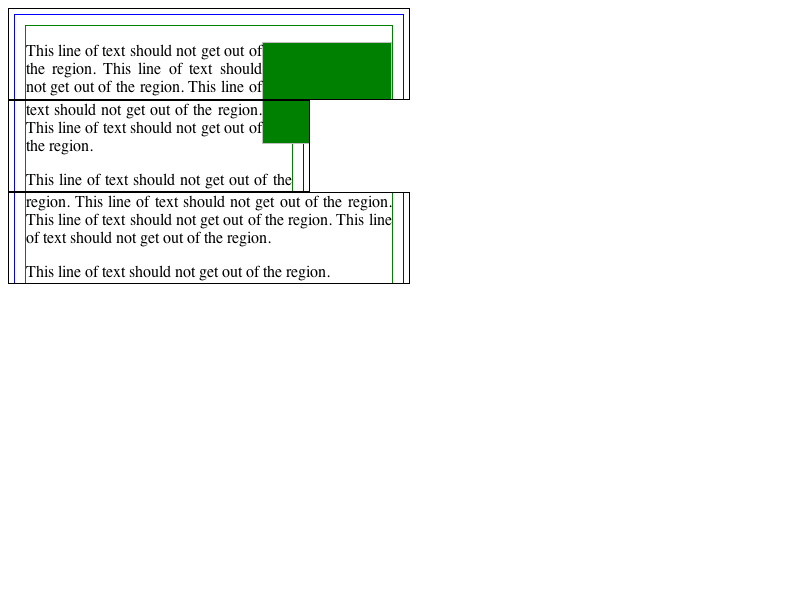 This line of text should not get out of
the region. This line of text should
not get out of the region. This line of
text should not get out of the region.
This line of text should not get out of
the region.
This line of text should not get out of the
region. This line of text should not get out of the region.
This line of text should not get out of the region. This line
of text should not get out of the region.
This line of text should not get out of the region.